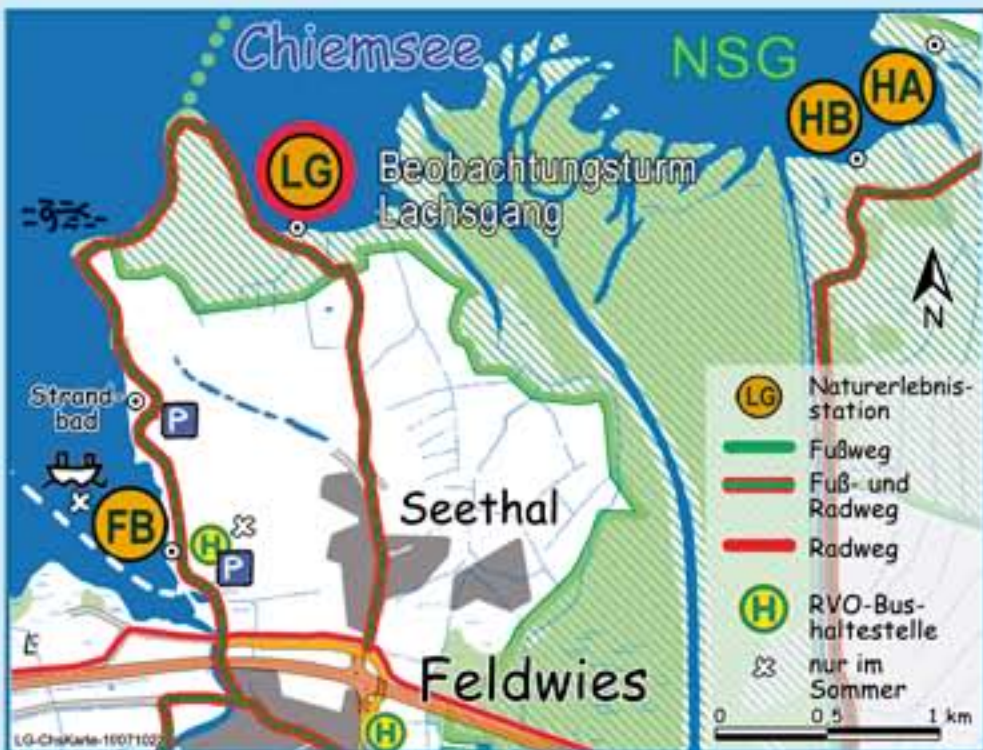 Chiemsee
NSG
HA
HB
LG
Beobachtungsturm
Lachsgang
N
Strand-
bad
P
FB
H
P
Seethal
Feldwies
H
LG
Naturerlebnis-
station
Fußweg
Fuß- und
Radweg
Radweg
H
RVO-Bus-
haltestelle
nur im
Sommer
0 0,5 1 km